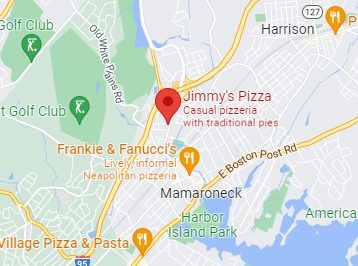 Golf Club
127
P
Harrison
Old White Plains Rd
t Golf Club
Jimmy's Pizza
Casual pizzeria
with traditional pies
Frankie & Fanucci's
Lively, informal
Neapolitan pizzeria
E Boston Post Rd
Mamaroneck
Harbor
Island Park
America
Village Pizza & Pasta
95